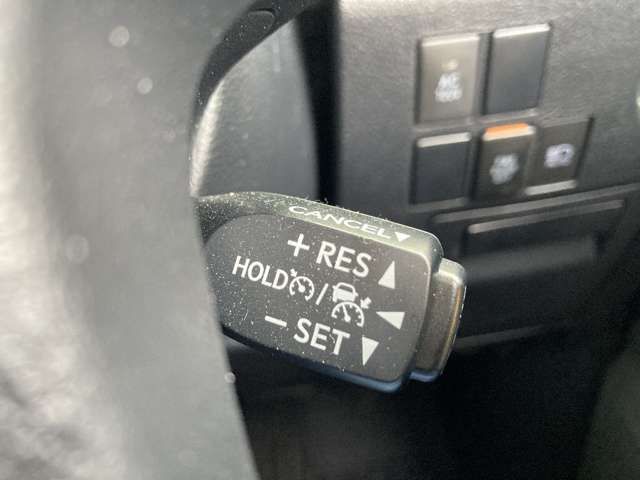 CANCEL▼
+ RES ▲
HOLD / ◀
− SET ▼